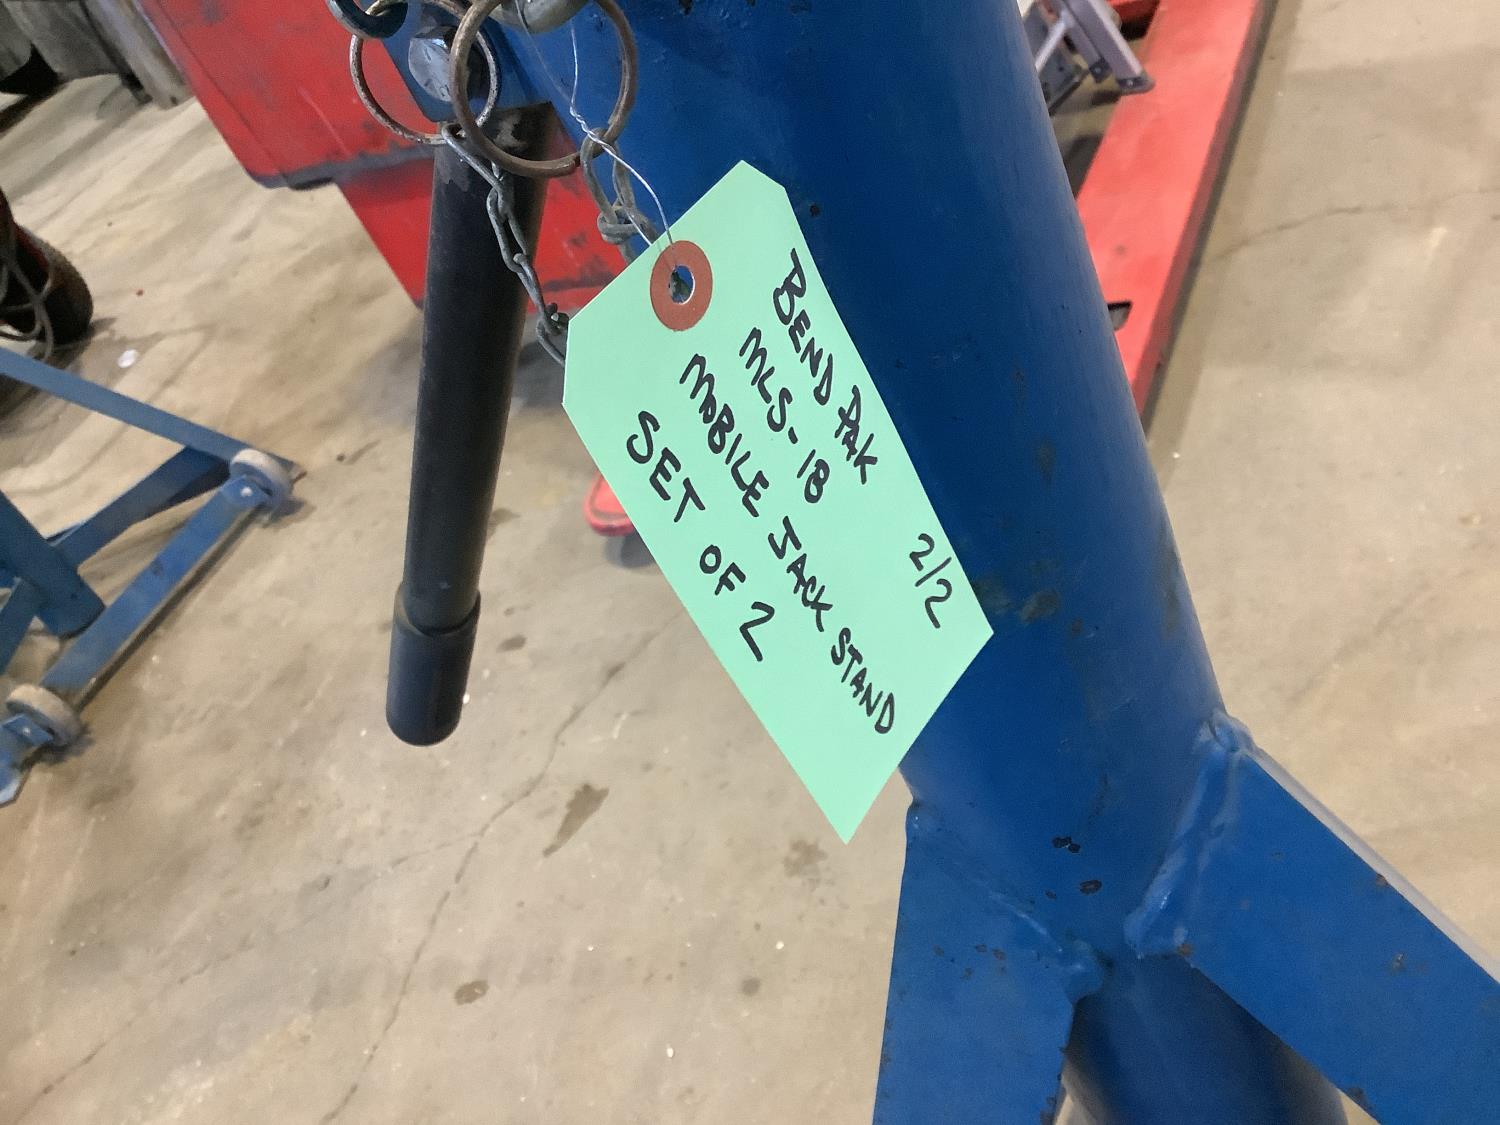 BEND PAK
MLS-18
MOBILE JACK STAND
SET OF 2
2/2